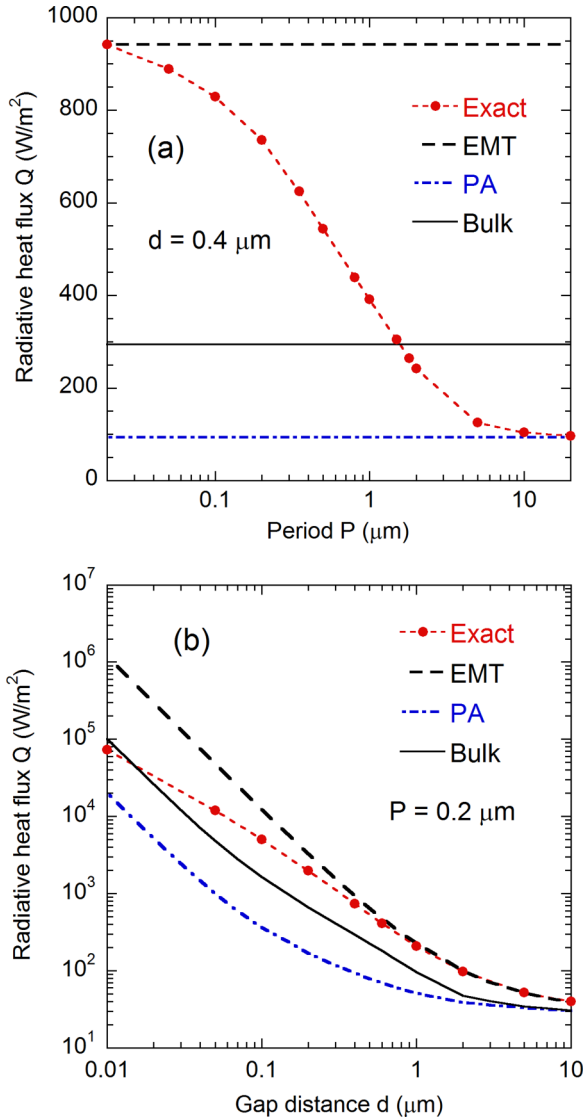 1000
800
600
400
200
0
Radiative heat flux Q (W/m²)
(a)
d = 0.4 μm
Exact
EMT
PA
Bulk
0.1
1
10
Period P (μm)
10⁷
10⁶
10⁵
10⁴
10³
10²
10¹
Radiative heat flux Q (W/m²)
(b)
Exact
EMT
PA
Bulk
P = 0.2 μm
0.01
0.1
1
10
Gap distance d (μm)